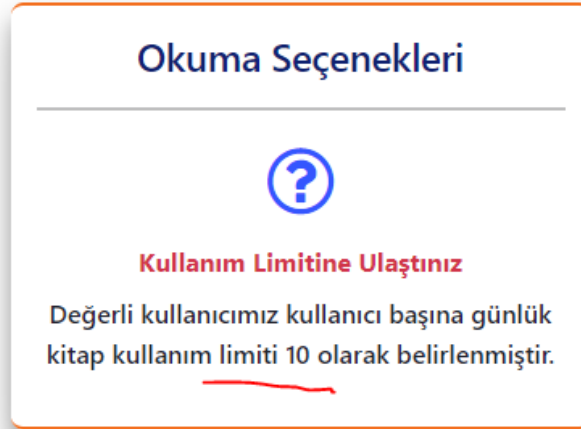 Okuma Seçenekleri
?
Kullanım Limitine Ulaştınız
Değerli kullanıcımız kullanıcı başına günlük
kitap kullanım limiti 10 olarak belirlenmiştir.